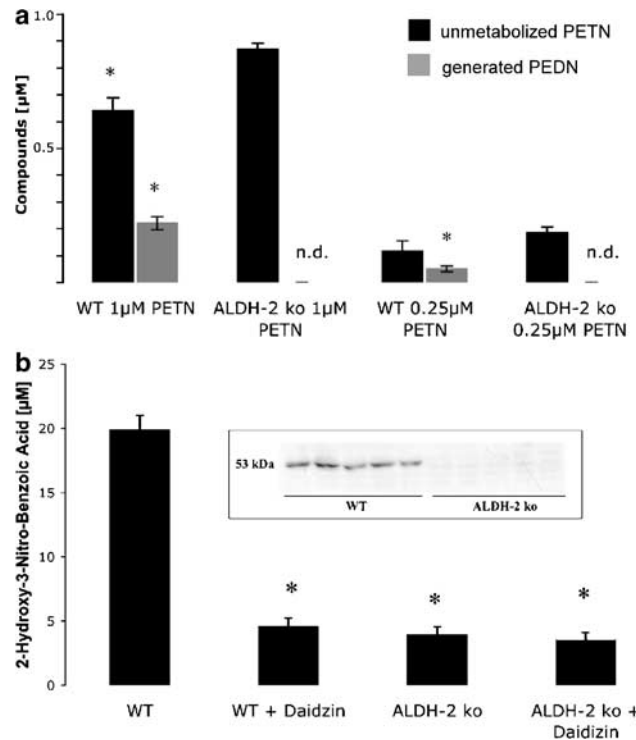 a
unmetabolized PETN
generated PEDN
Compounds [µM]
1.0
0.5
*
*
n.d.
*
n.d.
WT 1µM PETN
ALDH-2 ko 1µM
PETN
WT 0.25µM
PETN
ALDH-2 ko
0.25µM PETN
b
2-Hydroxy-3-Nitro-Benzoic Acid [µM]
25
20
15
10
5
0
53 kDa
WT
ALDH-2 ko
*
*
*
WT
WT + Daidzin
ALDH-2 ko
ALDH-2 ko +
Daidizin